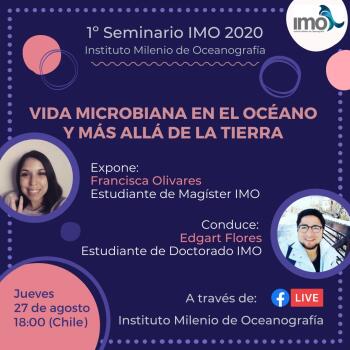 1º Seminario IMO 2020
Instituto Milenio de Oceanografía
imo
VIDA MICROBIANA EN EL OCÉANO
Y MÁS ALLÁ DE LA TIERRA
Expone:
Francisca Olivares
Estudiante de Magíster IMO
Conduce:
Edgart Flores
Estudiante de Doctorado IMO
Jueves
27 de agosto
18:00 (Chile)
A través de:
LIVE
Instituto Milenio de Oceanografía